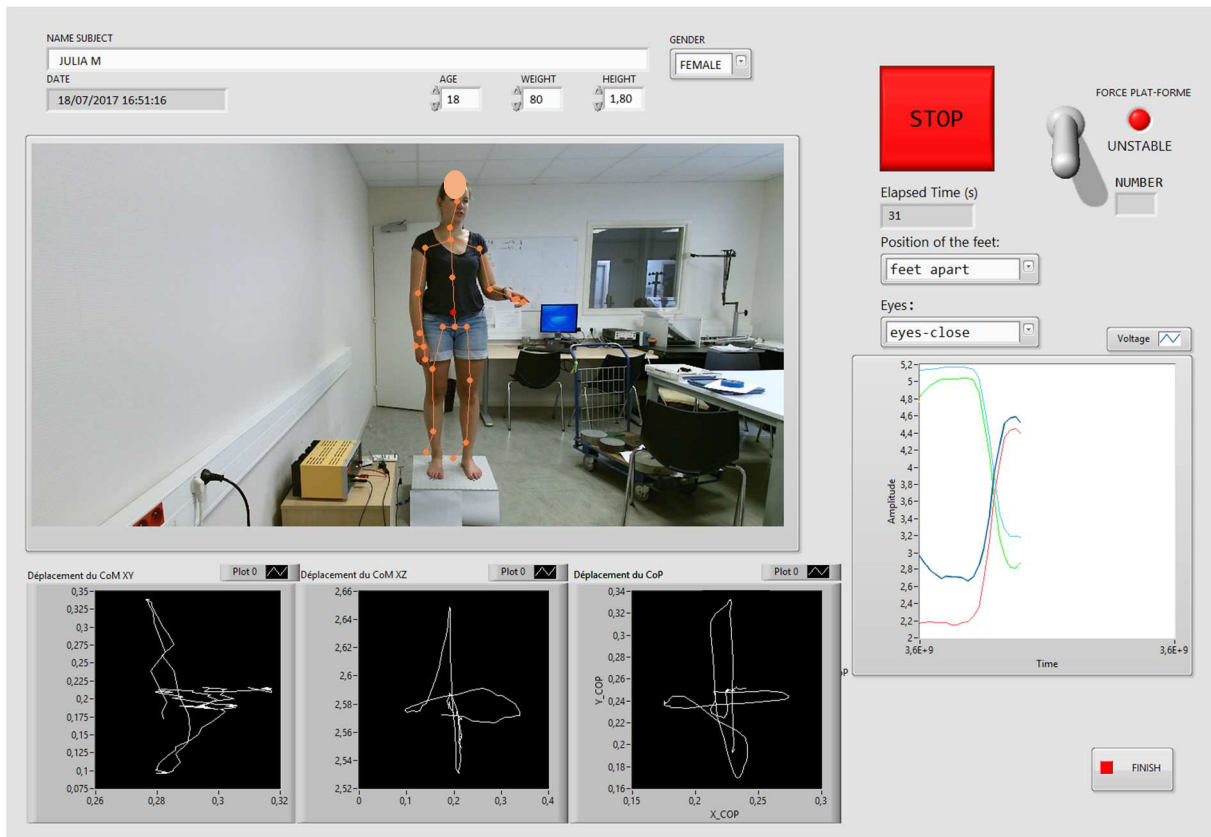 NAME SUBJECT
JULIA M
GENDER
FEMALE
DATE
18/07/2017 16:51:16
AGE
18
WEIGHT
80
HEIGHT
1,80
STOP
FORCE PLAT-FORME
UNSTABLE
NUMBER
Elapsed Time (s)
31
Position of the feet:
feet apart
Eyes:
eyes-close
Voltage
5,2
5
4,8
4,6
4,4
4,2
4
3,8
3,6
3,4
3,2
3
2,8
2,6
2,4
2,2
2
Amplitude
3,6E+9
3,6E+9
Time
Déplacement du CoM XY
Plot 0
0,35
0,325
0,3
0,275
0,25
0,225
0,2
0,175
0,15
0,125
0,1
0,075
0,26
0,28
0,3
0,32
Déplacement du CoM XZ
Plot 0
2,66
2,64
2,62
2,6
2,58
2,56
2,54
2,52
0
0,1
0,2
0,3
0,4
Déplacement du CoP
Plot 0
0,34
0,32
0,3
0,28
0,26
0,24
0,22
0,2
0,18
0,16
Y_COP
0,15
0,2
0,25
0,3
X_COP
FINISH